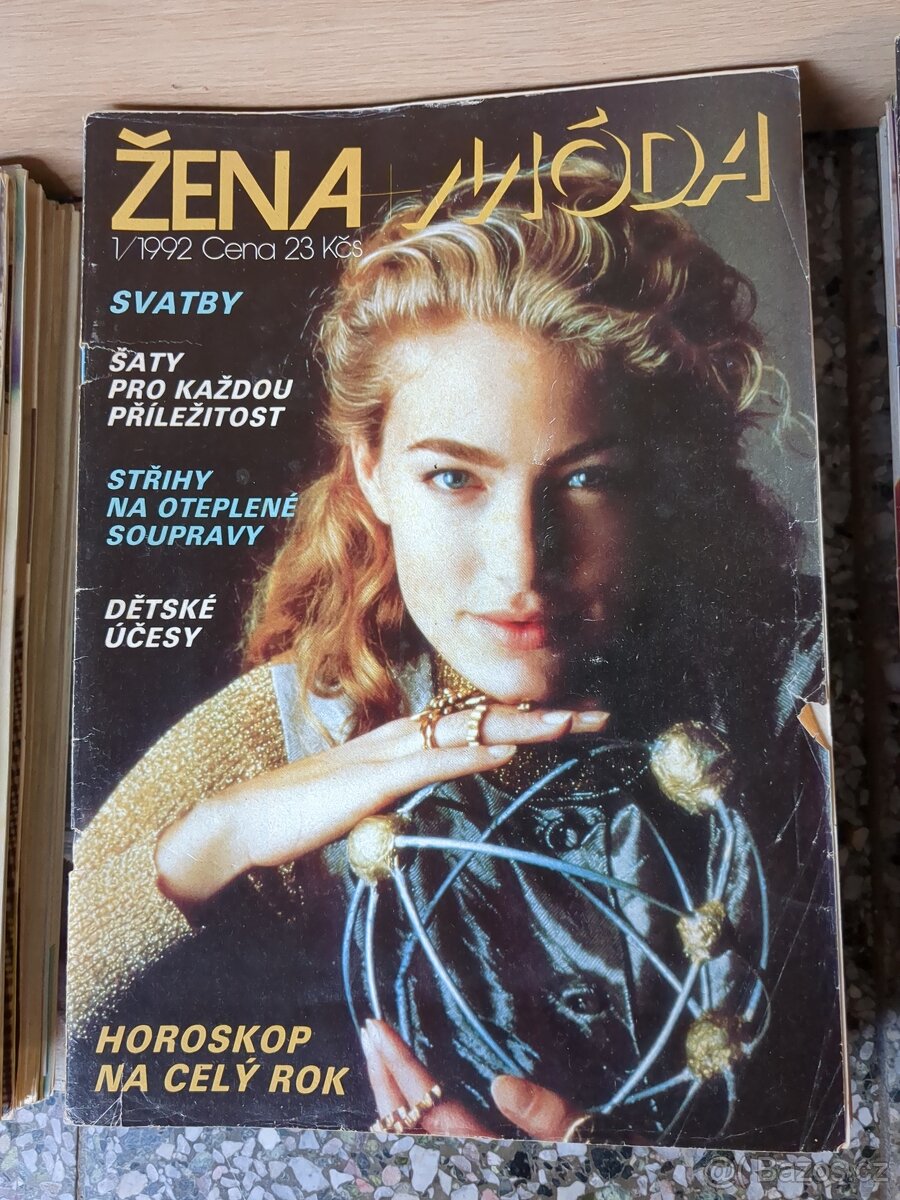 ŽENA + MÓDA
1/1992 Cena 23 Kčs
SVATBY
ŠATY
PRO KAŽDOU
PŘÍLEŽITOST
STŘIHY
NA OTEPLENÉ
SOUPRAVY
DĚTSKÉ
ÚČESY
HOROSKOP
NA CELÝ ROK
Bazos.cz